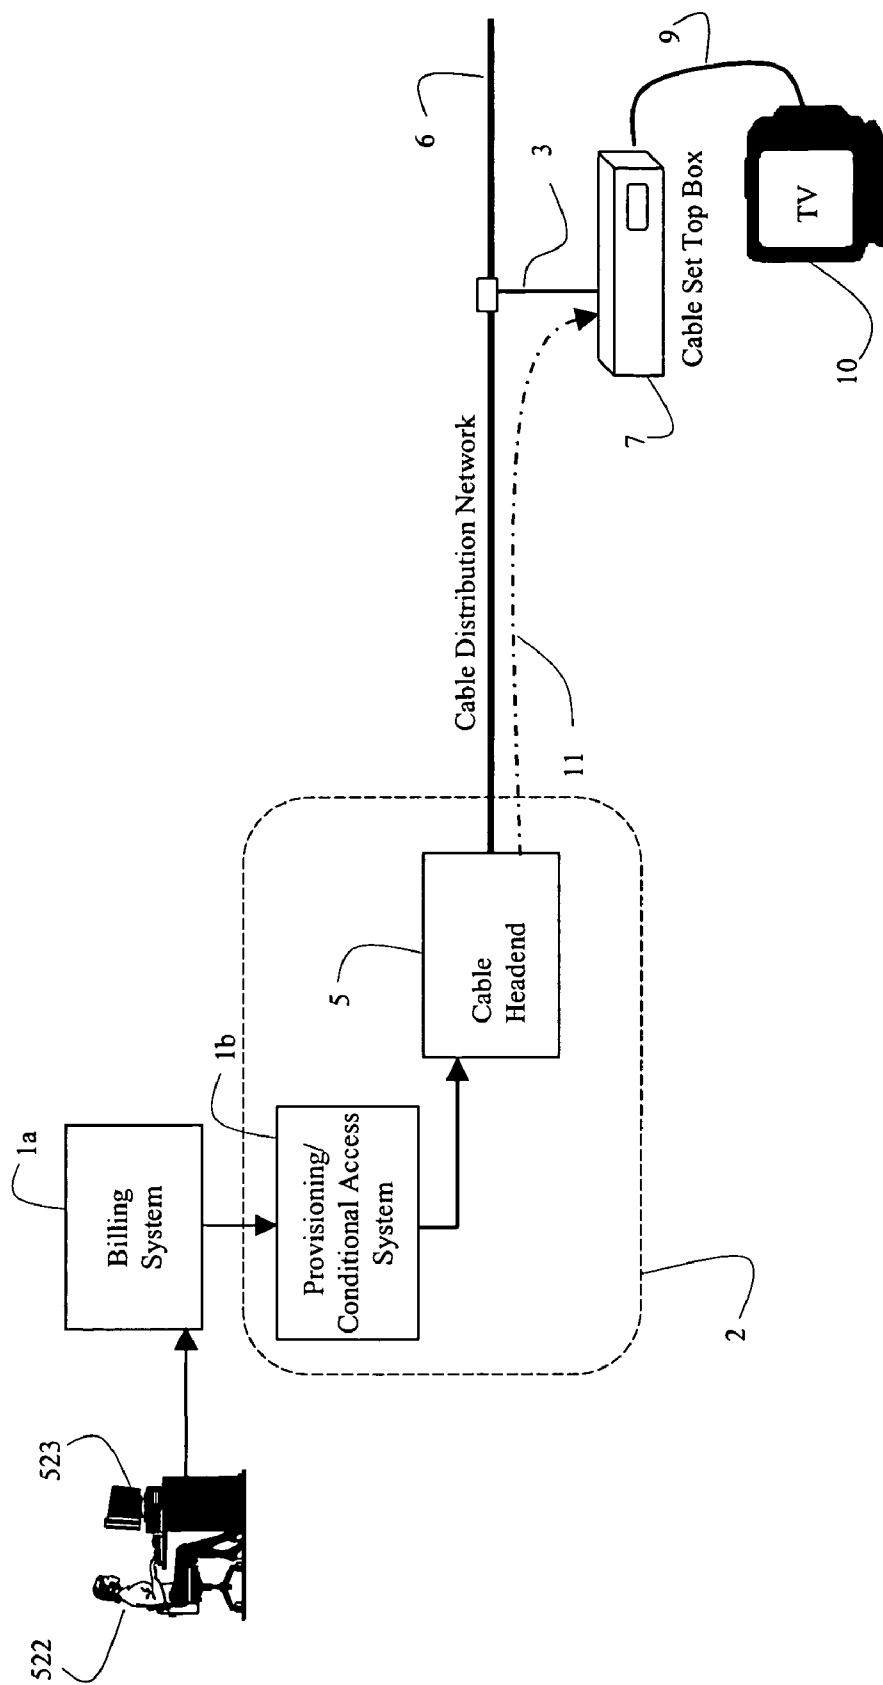 522
523
1a
Billing
System
1b
Provisioning/
Conditional Access
System
2
5
Cable
Headend
11
Cable Distribution Network
6
3
7
Cable Set Top Box
9
TV
10